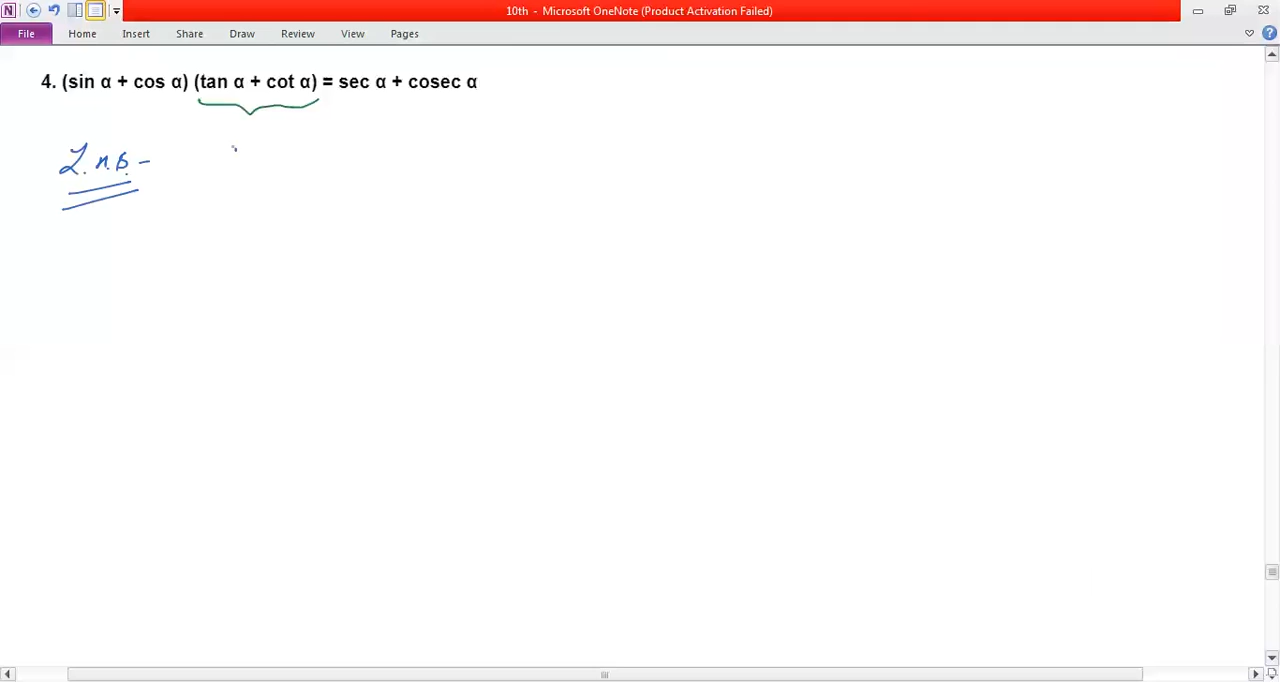 10th - Microsoft OneNote (Product Activation Failed)
File Home Insert Share Draw Review View Pages
4. (sin α + cos α) (tan α + cot α) = sec α + cosec α
L.H.S. –